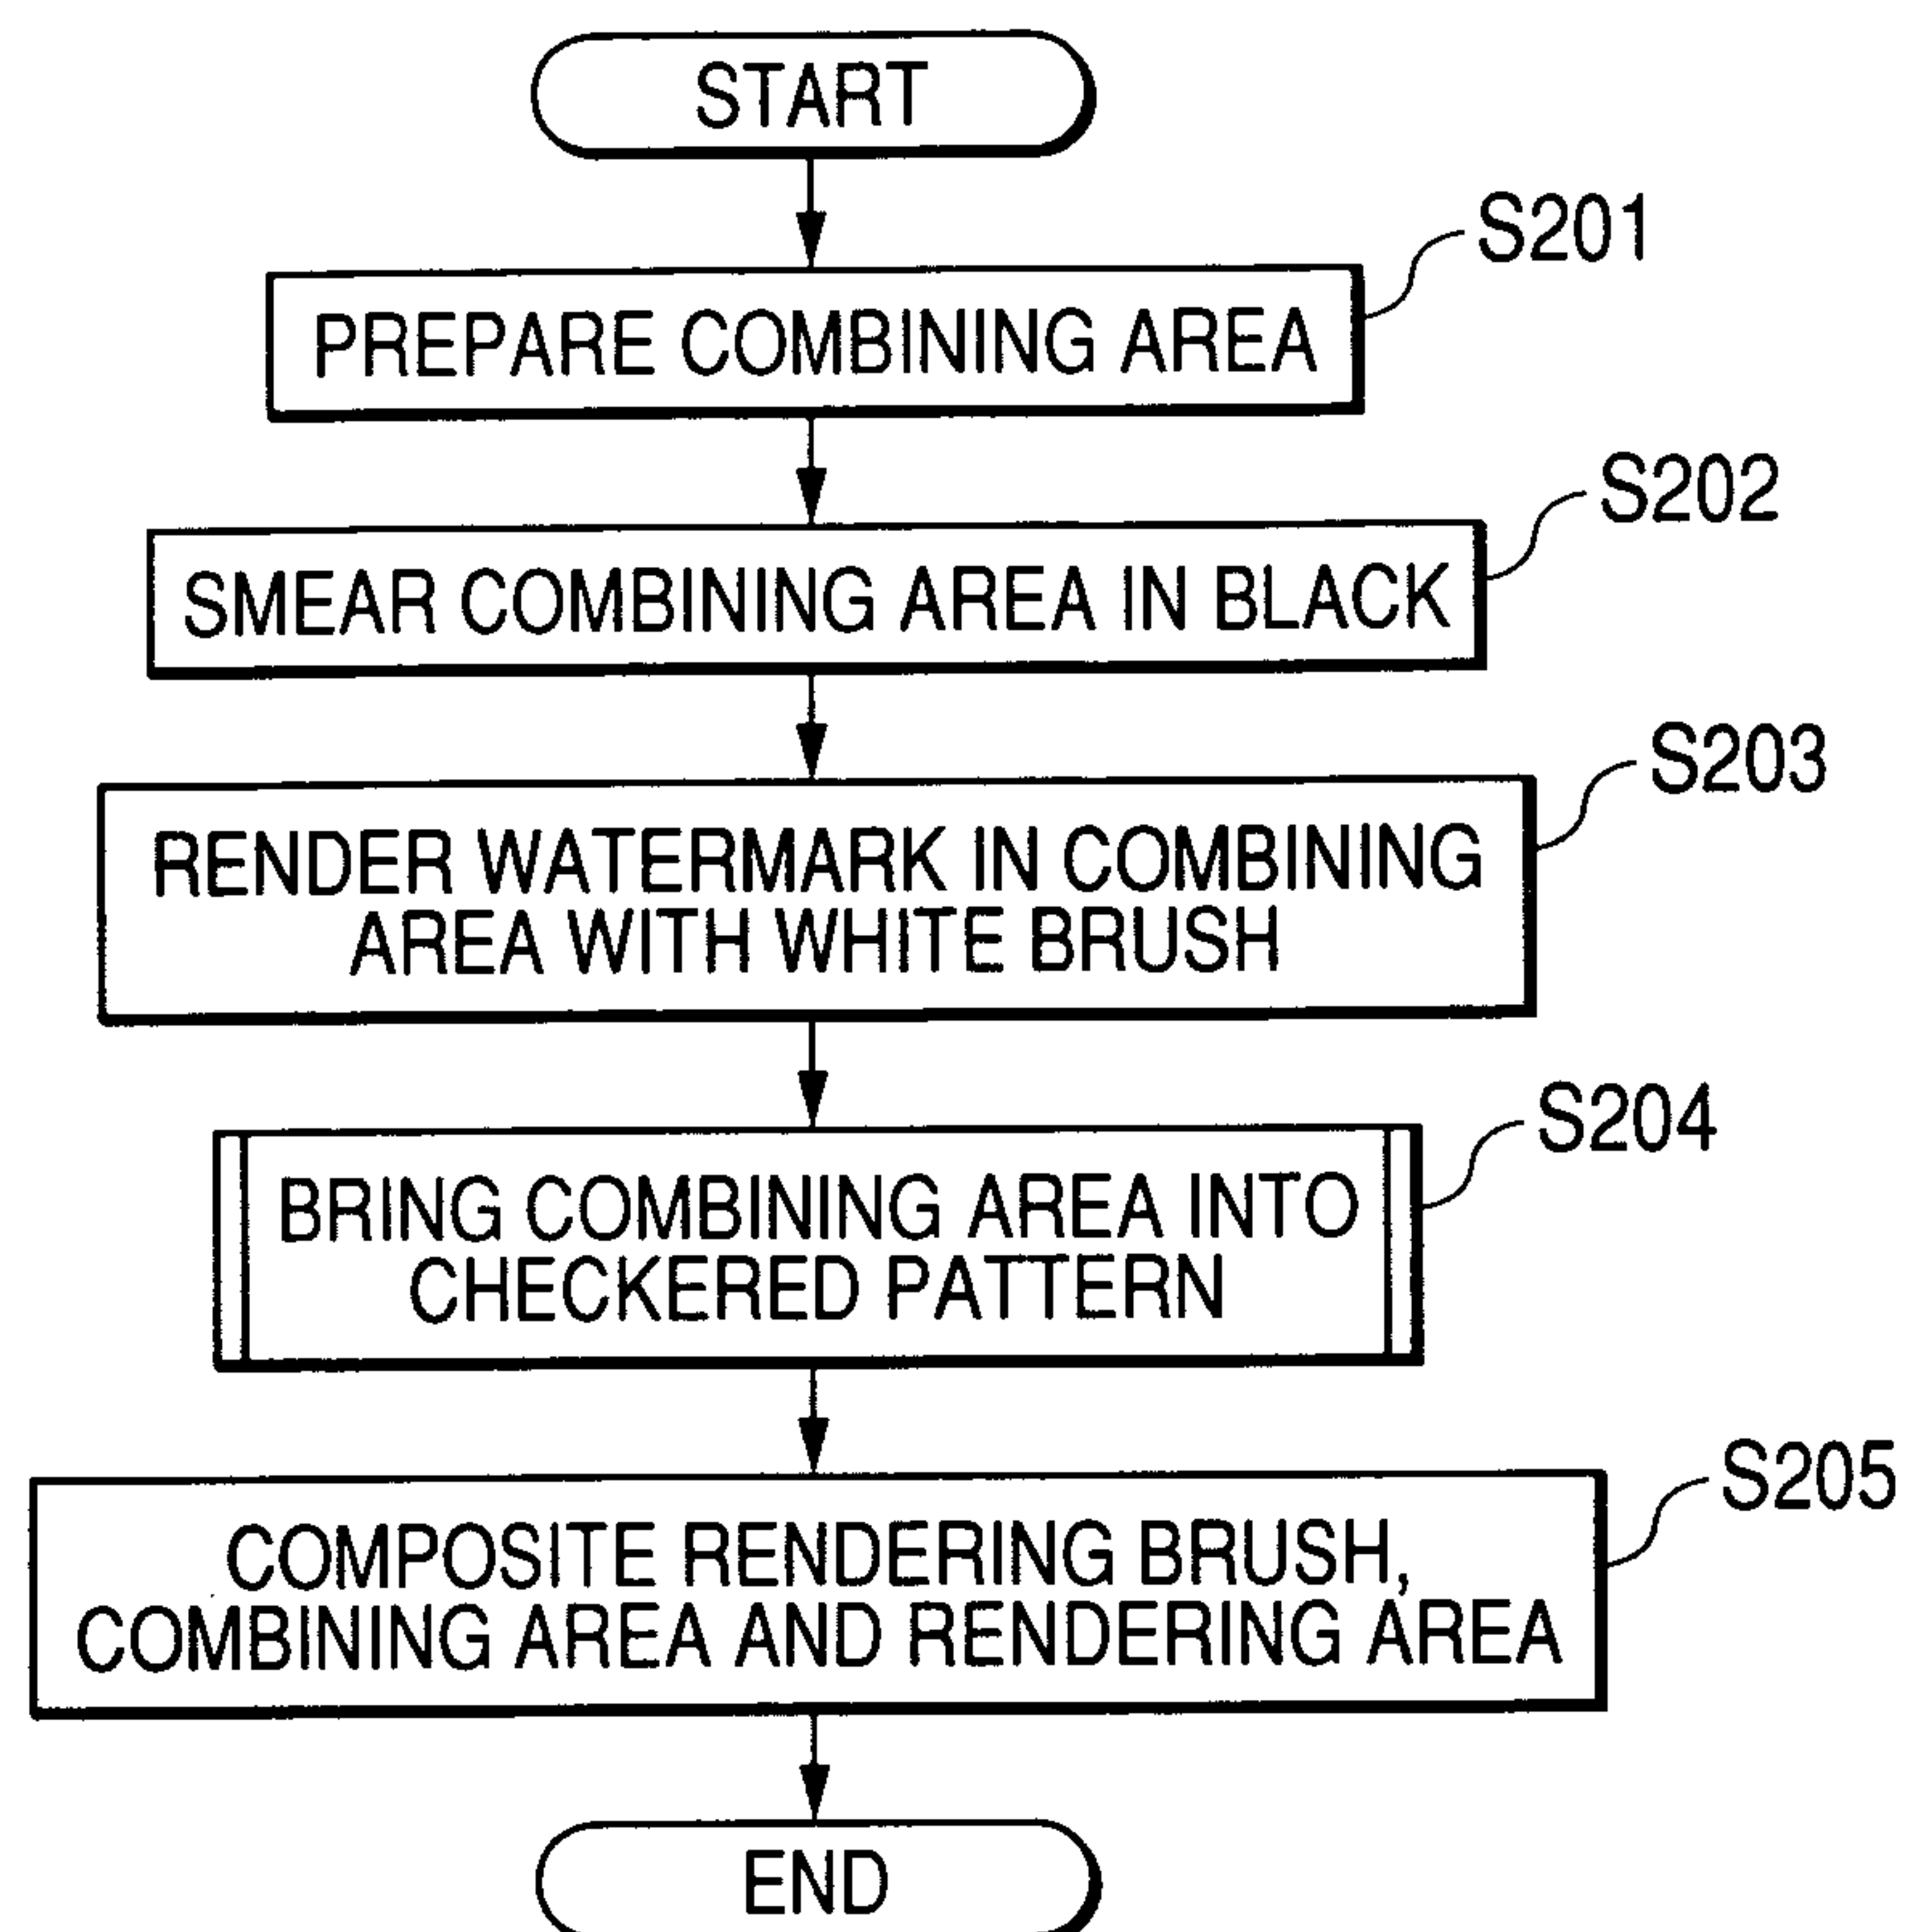 START
S201
PREPARE COMBINING AREA
S202
SMEAR COMBINING AREA IN BLACK
S203
RENDER WATERMARK IN COMBINING
AREA WITH WHITE BRUSH
S204
BRING COMBINING AREA INTO
CHECKERED PATTERN
S205
COMPOSITE RENDERING BRUSH,
COMBINING AREA AND RENDERING AREA
END